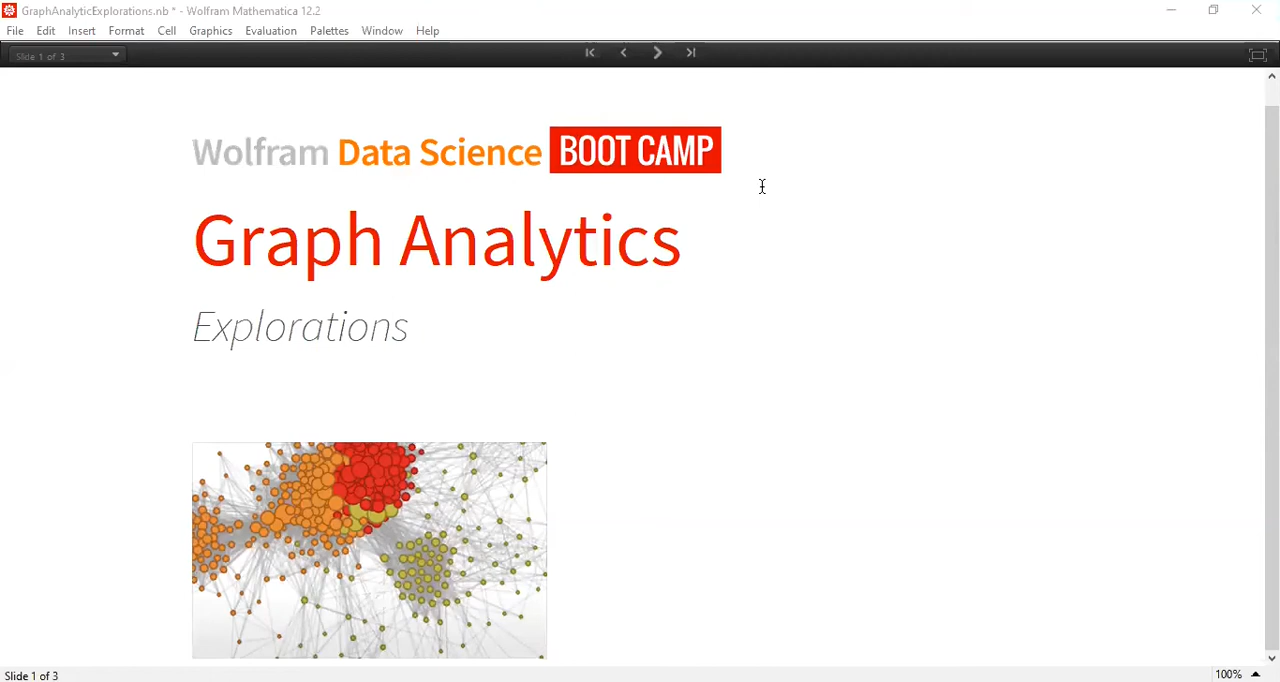 GraphAnalyticExplorations.nb * - Wolfram Mathematica 12.2
File Edit Insert Format Cell Graphics Evaluation Palettes Window Help
Slide 1 of 3
Wolfram Data Science BOOT CAMP
Graph Analytics
Explorations
Slide 1 of 3
100%